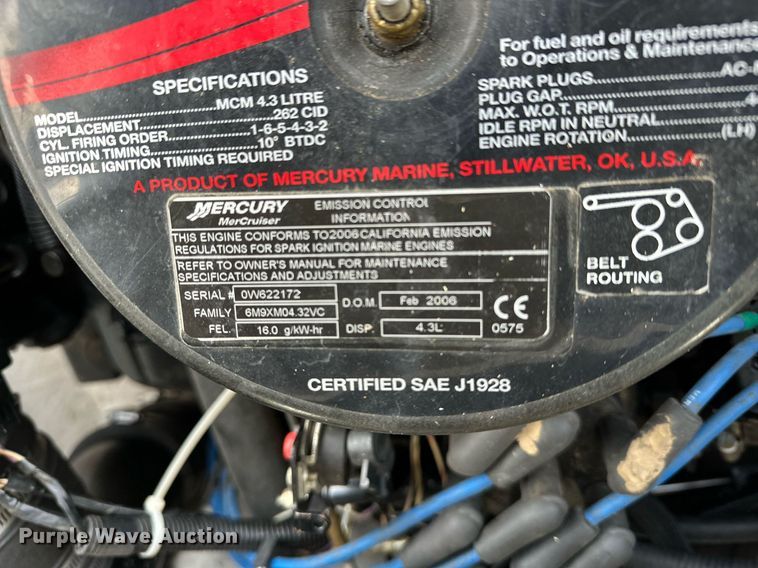 SPECIFICATIONS
MODEL MCM 4.3 LITRE
DISPLACEMENT 262 CID
CYL. FIRING ORDER 1-6-5-4-3-2
IGNITION TIMING 10° BTDC
SPECIAL IGNITION TIMING REQUIRED
For fuel and oil requirements
to Operations & Maintenance
SPARK PLUGS AC-
PLUG GAP
MAX. W.O.T. RPM 4
IDLE RPM IN NEUTRAL
ENGINE ROTATION (LH)
A PRODUCT OF MERCURY MARINE, STILLWATER, OK, U.S.A.
MERCURY
MerCruiser
EMISSION CONTROL
INFORMATION
THIS ENGINE CONFORMS TO 2006 CALIFORNIA EMISSION
REGULATIONS FOR SPARK IGNITION MARINE ENGINES
REFER TO OWNER'S MANUAL FOR MAINTENANCE
SPECIFICATIONS AND ADJUSTMENTS
SERIAL # 0W622172 D.O.M. Feb 2006 CE
FAMILY 6M9XM04.32VC
FEL. 16.0 g/kW-hr DISP. 4.3L 0575
BELT
ROUTING
CERTIFIED SAE J1928
Purple Wave Auction